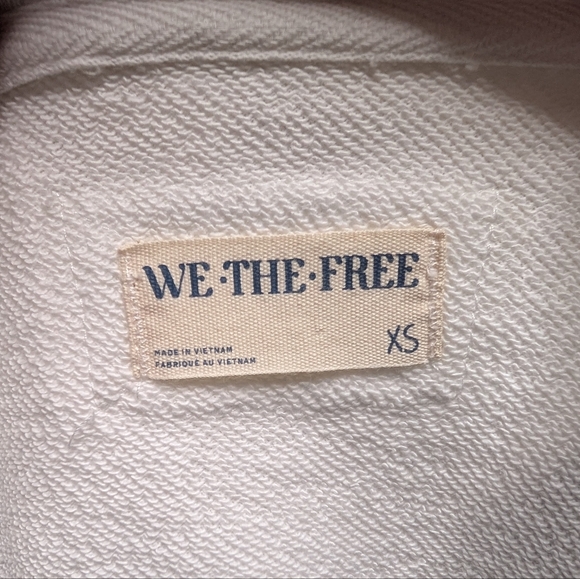 WE·THE·FREE
XS
MADE IN VIETNAM
FABRIQUÉ AU VIETNAM